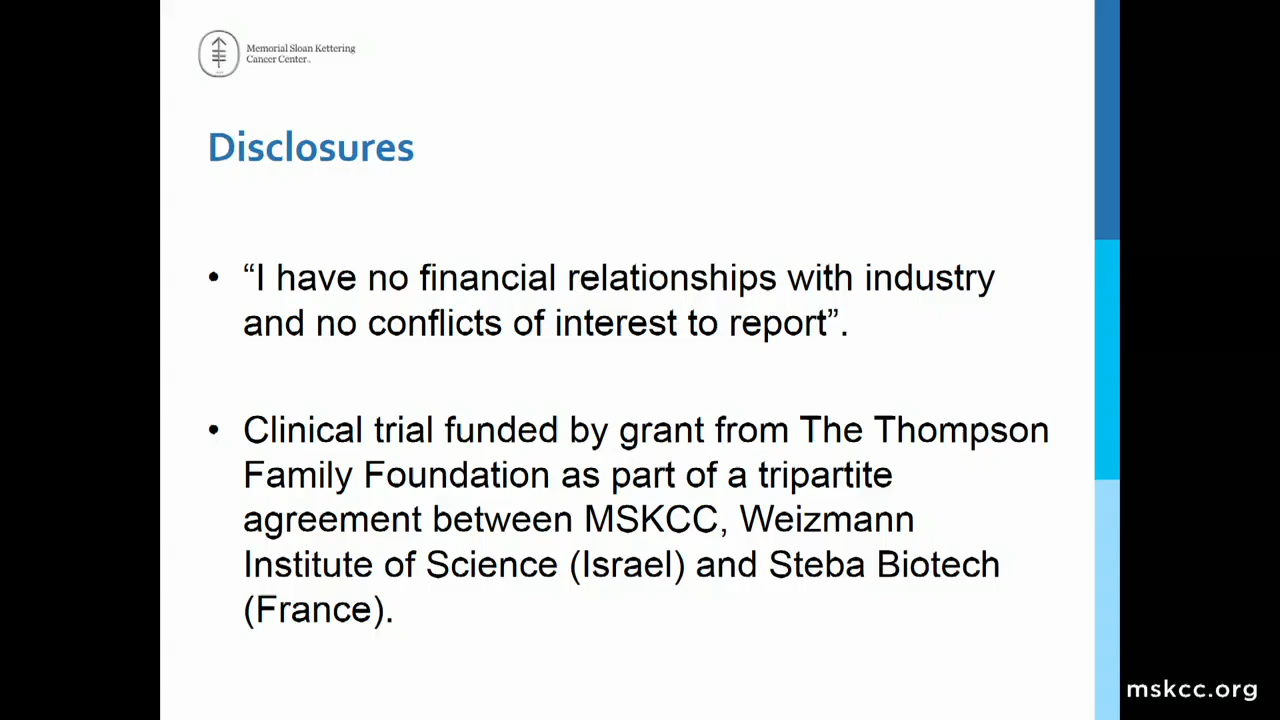 Memorial Sloan Kettering
Cancer Center™
Disclosures
• “I have no financial relationships with industry
and no conflicts of interest to report”.
• Clinical trial funded by grant from The Thompson
Family Foundation as part of a tripartite
agreement between MSKCC, Weizmann
Institute of Science (Israel) and Steba Biotech
(France).
mskcc.org